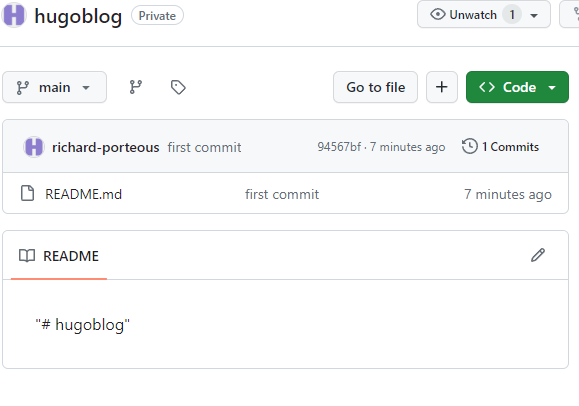 hugoblog Private Unwatch 1
main Go to file + Code
richard-porteous first commit 94567bf · 7 minutes ago 1 Commits
README.md first commit 7 minutes ago
README
"# hugoblog"